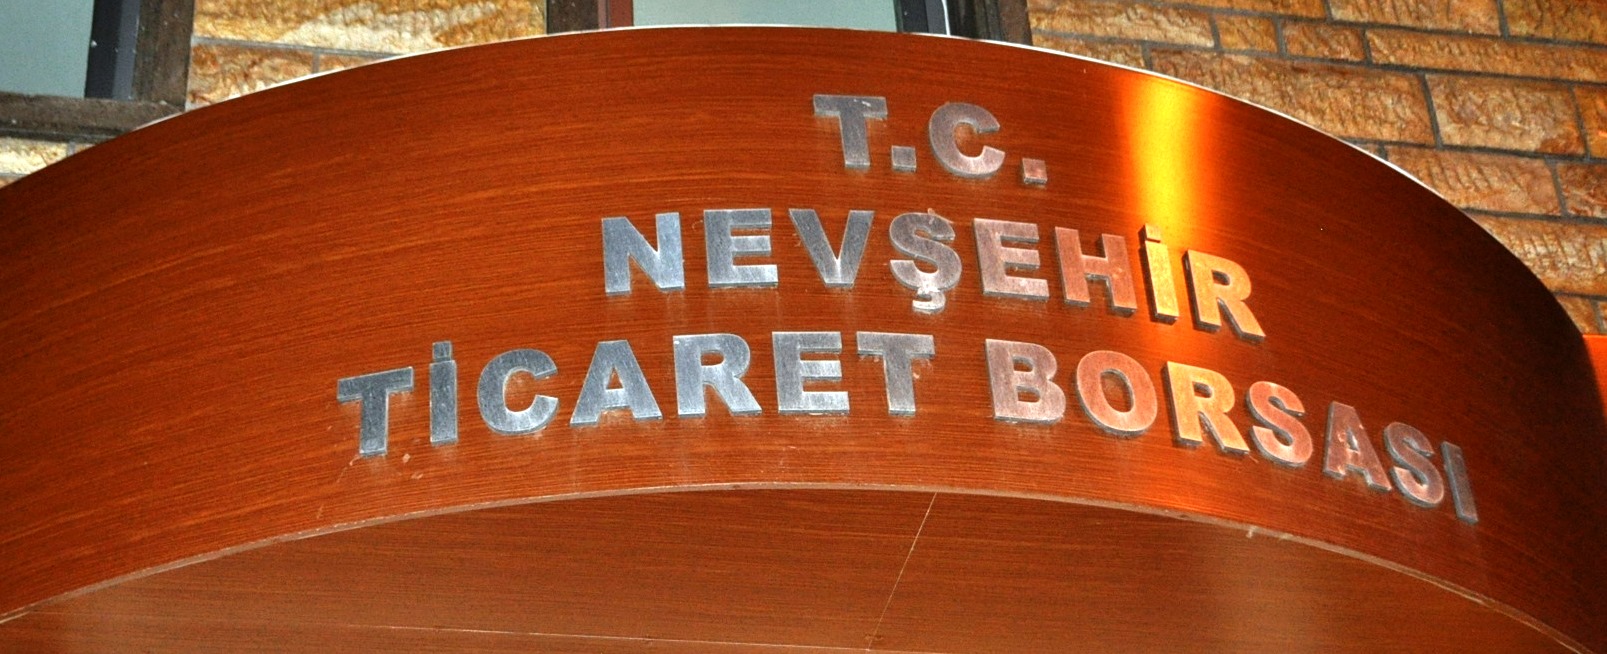 T.C.
NEVŞEHİR
TİCARET BORSASI